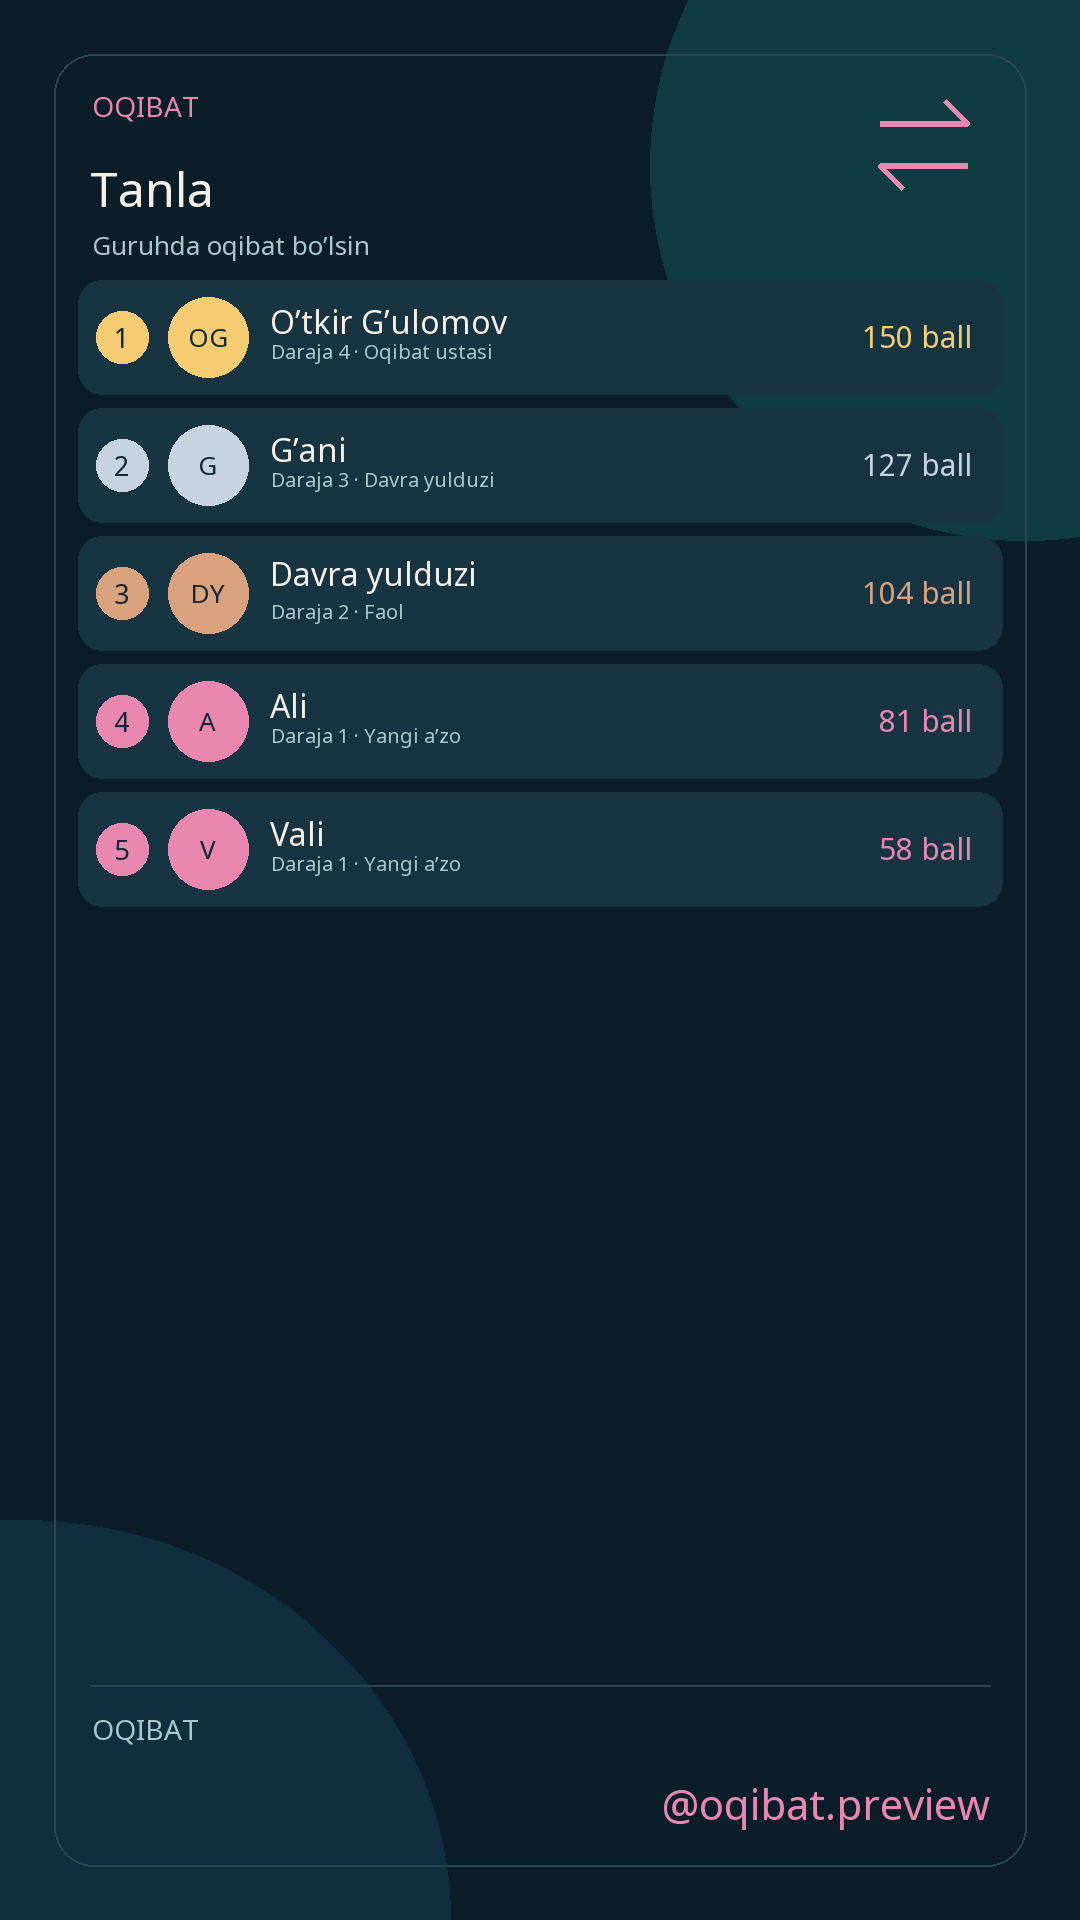 OQIBAT
Tanla
Guruhda oqibat bo‘lsin
1 OG O‘tkir G‘ulomov 150 ball
Daraja 4 · Oqibat ustasi
2 G G‘ani 127 ball
Daraja 3 · Davra yulduzi
3 DY Davra yulduzi 104 ball
Daraja 2 · Faol
4 A Ali 81 ball
Daraja 1 · Yangi a’zo
5 V Vali 58 ball
Daraja 1 · Yangi a’zo
OQIBAT
@oqibat.preview